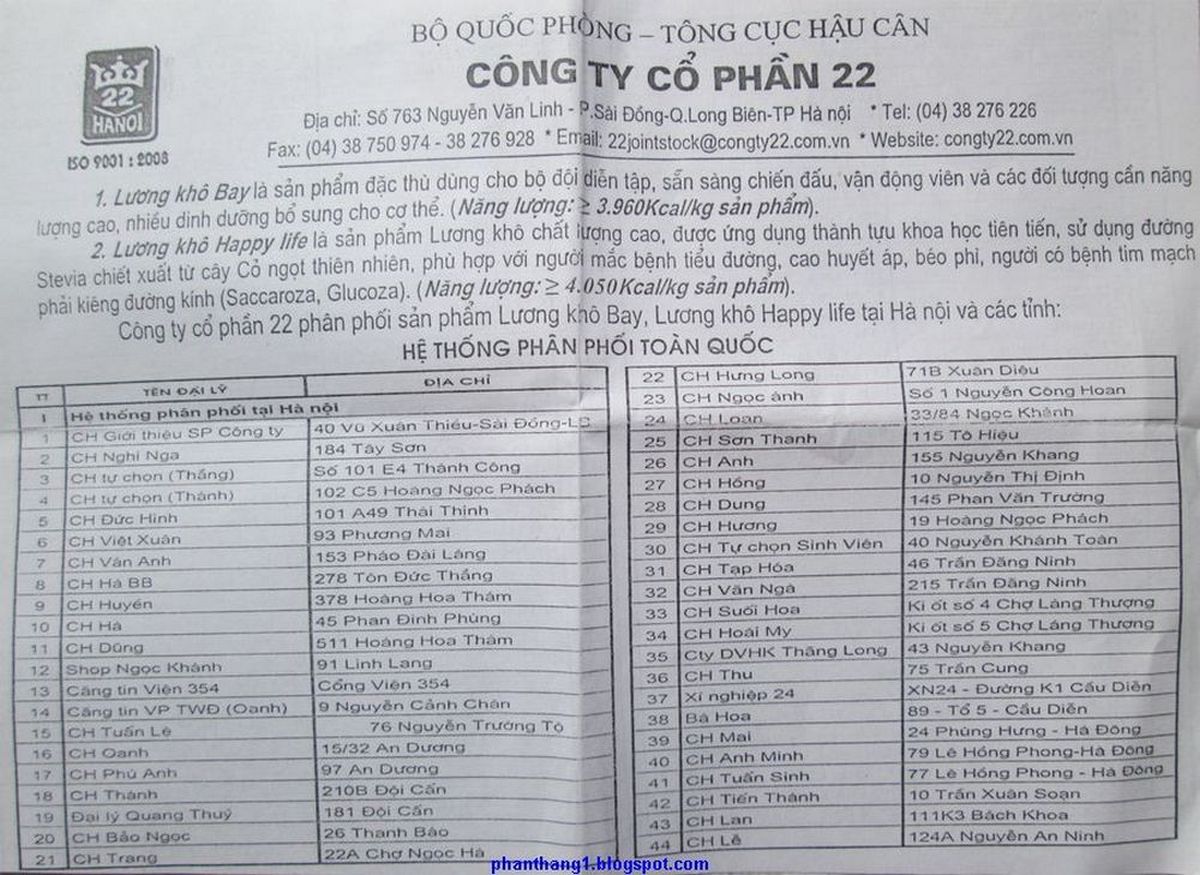 BỘ QUỐC PHÒNG – TỔNG CỤC HẬU CẦN
CÔNG TY CỔ PHẦN 22
22
HANOI
ISO 9001 : 2008
Địa chỉ: Số 763 Nguyễn Văn Linh - P.Sài Đồng-Q.Long Biên-TP Hà nội * Tel: (04) 38 276 226
Fax: (04) 38 750 974 - 38 276 928 * Email: 22jointstock@congty22.com.vn * Website: congty22.com.vn
1. Lương khô Bay là sản phẩm đặc thù dùng cho bộ đội diễn tập, sẵn sàng chiến đấu, vận động viên và các đối tượng cần năng
lượng cao, nhiều dinh dưỡng bổ sung cho cơ thể. (Năng lượng: ≥ 3.960Kcal/kg sản phẩm).
2. Lương khô Happy life là sản phẩm Lương khô chất lượng cao, được ứng dụng thành tựu khoa học tiên tiến, sử dụng đường
Stevia chiết xuất từ cây Cỏ ngọt thiên nhiên, phù hợp với người mắc bệnh tiểu đường, cao huyết áp, béo phì, người có bệnh tim mạch
phải kiêng đường kính (Saccaroza, Glucoza). (Năng lượng: ≥ 4.050Kcal/kg sản phẩm).
Công ty cổ phần 22 phân phối sản phẩm Lương khô Bay, Lương khô Happy life tại Hà nội và các tỉnh:
HỆ THỐNG PHÂN PHỐI TOÀN QUỐC
TT TÊN ĐẠI LÝ ĐỊA CHỈ
I Hệ thống phân phối tại Hà nội
1 CH Giới thiệu SP Công ty 40 Vũ Xuân Thiều-Sài Đồng-LB
2 CH Nghi Nga 184 Tây Sơn
3 CH tự chọn (Thắng) Số 101 E4 Thành Công
4 CH tự chọn (Thành) 102 C5 Hoàng Ngọc Phách
5 CH Đức Hinh 101 A49 Thái Thịnh
6 CH Việt Xuân 93 Phương Mai
7 CH Vân Anh 153 Pháo Đài Láng
8 CH Hà BB 278 Tôn Đức Thắng
9 CH Huyền 378 Hoàng Hoa Thám
10 CH Hà 45 Phan Đình Phùng
11 CH Dũng 511 Hoàng Hoa Thám
12 Shop Ngọc Khánh 91 Linh Lang
13 Căng tin Viện 354 Cổng Viện 354
14 Căng tin VP TWĐ (Oanh) 9 Nguyễn Cảnh Chân
15 CH Tuấn Lê 76 Nguyễn Trường Tộ
16 CH Oanh 15/32 An Dương
17 CH Phú Anh 97 An Dương
18 CH Thành 210B Đội Cấn
19 Đại lý Quang Thuỷ 181 Đội Cấn
20 CH Bảo Ngọc 26 Thanh Bảo
21 CH Trang 22A Chợ Ngọc Hà
22 CH Hưng Long 71B Xuân Diệu
23 CH Ngọc ánh Số 1 Nguyễn Công Hoan
24 CH Loan 33/84 Ngọc Khánh
25 CH Sơn Thanh 115 Tô Hiệu
26 CH Anh 155 Nguyễn Khang
27 CH Hồng 10 Nguyễn Thị Định
28 CH Dung 145 Phan Văn Trường
29 CH Hương 19 Hoàng Ngọc Phách
30 CH Tự chọn Sinh Viên 40 Nguyễn Khánh Toàn
31 CH Tạp Hóa 46 Trần Đăng Ninh
32 CH Vân Ngà 215 Trần Đăng Ninh
33 CH Suối Hoa Ki ốt số 4 Chợ Láng Thượng
34 CH Hoài My Ki ốt số 5 Chợ Láng Thượng
35 Cty DVHK Thăng Long 43 Nguyễn Khang
36 CH Thu 75 Trần Cung
37 Xí nghiệp 24 XN24 - Đường K1 Cầu Diễn
38 Bà Hoa 89 - Tổ 5 - Cầu Diễn
39 CH Mai 24 Phùng Hưng - Hà Đông
40 CH Anh Minh 79 Lê Hồng Phong-Hà Đông
41 CH Tuấn Sinh 77 Lê Hồng Phong - Hà Đông
42 CH Tiến Thành 10 Trần Xuân Soạn
43 CH Lan 111K3 Bách Khoa
44 CH Lê 124A Nguyễn An Ninh
phanthang1.blogspot.com